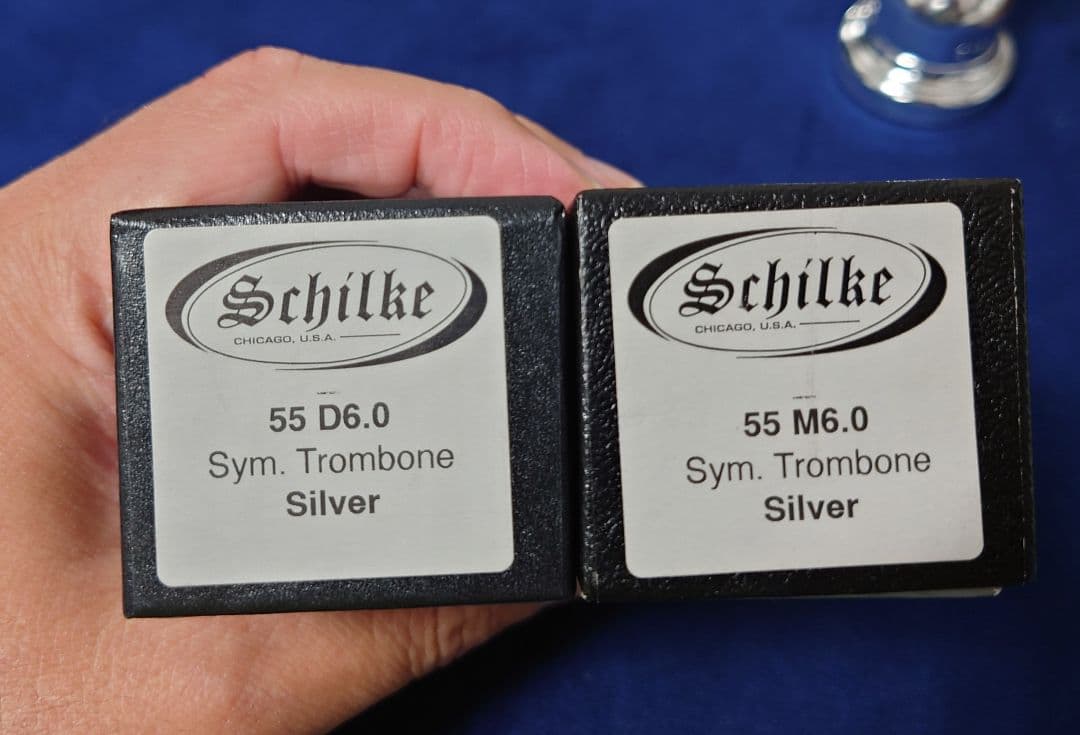 Schilke
CHICAGO, U.S.A.
55 D6.0
Sym. Trombone
Silver
Schilke
CHICAGO, U.S.A.
55 M6.0
Sym. Trombone
Silver